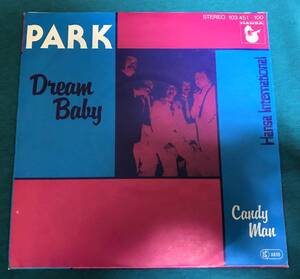 PARK
STEREO 103 451 - 100
HANSA
Dream
Baby
Hansa International
Candy
Man